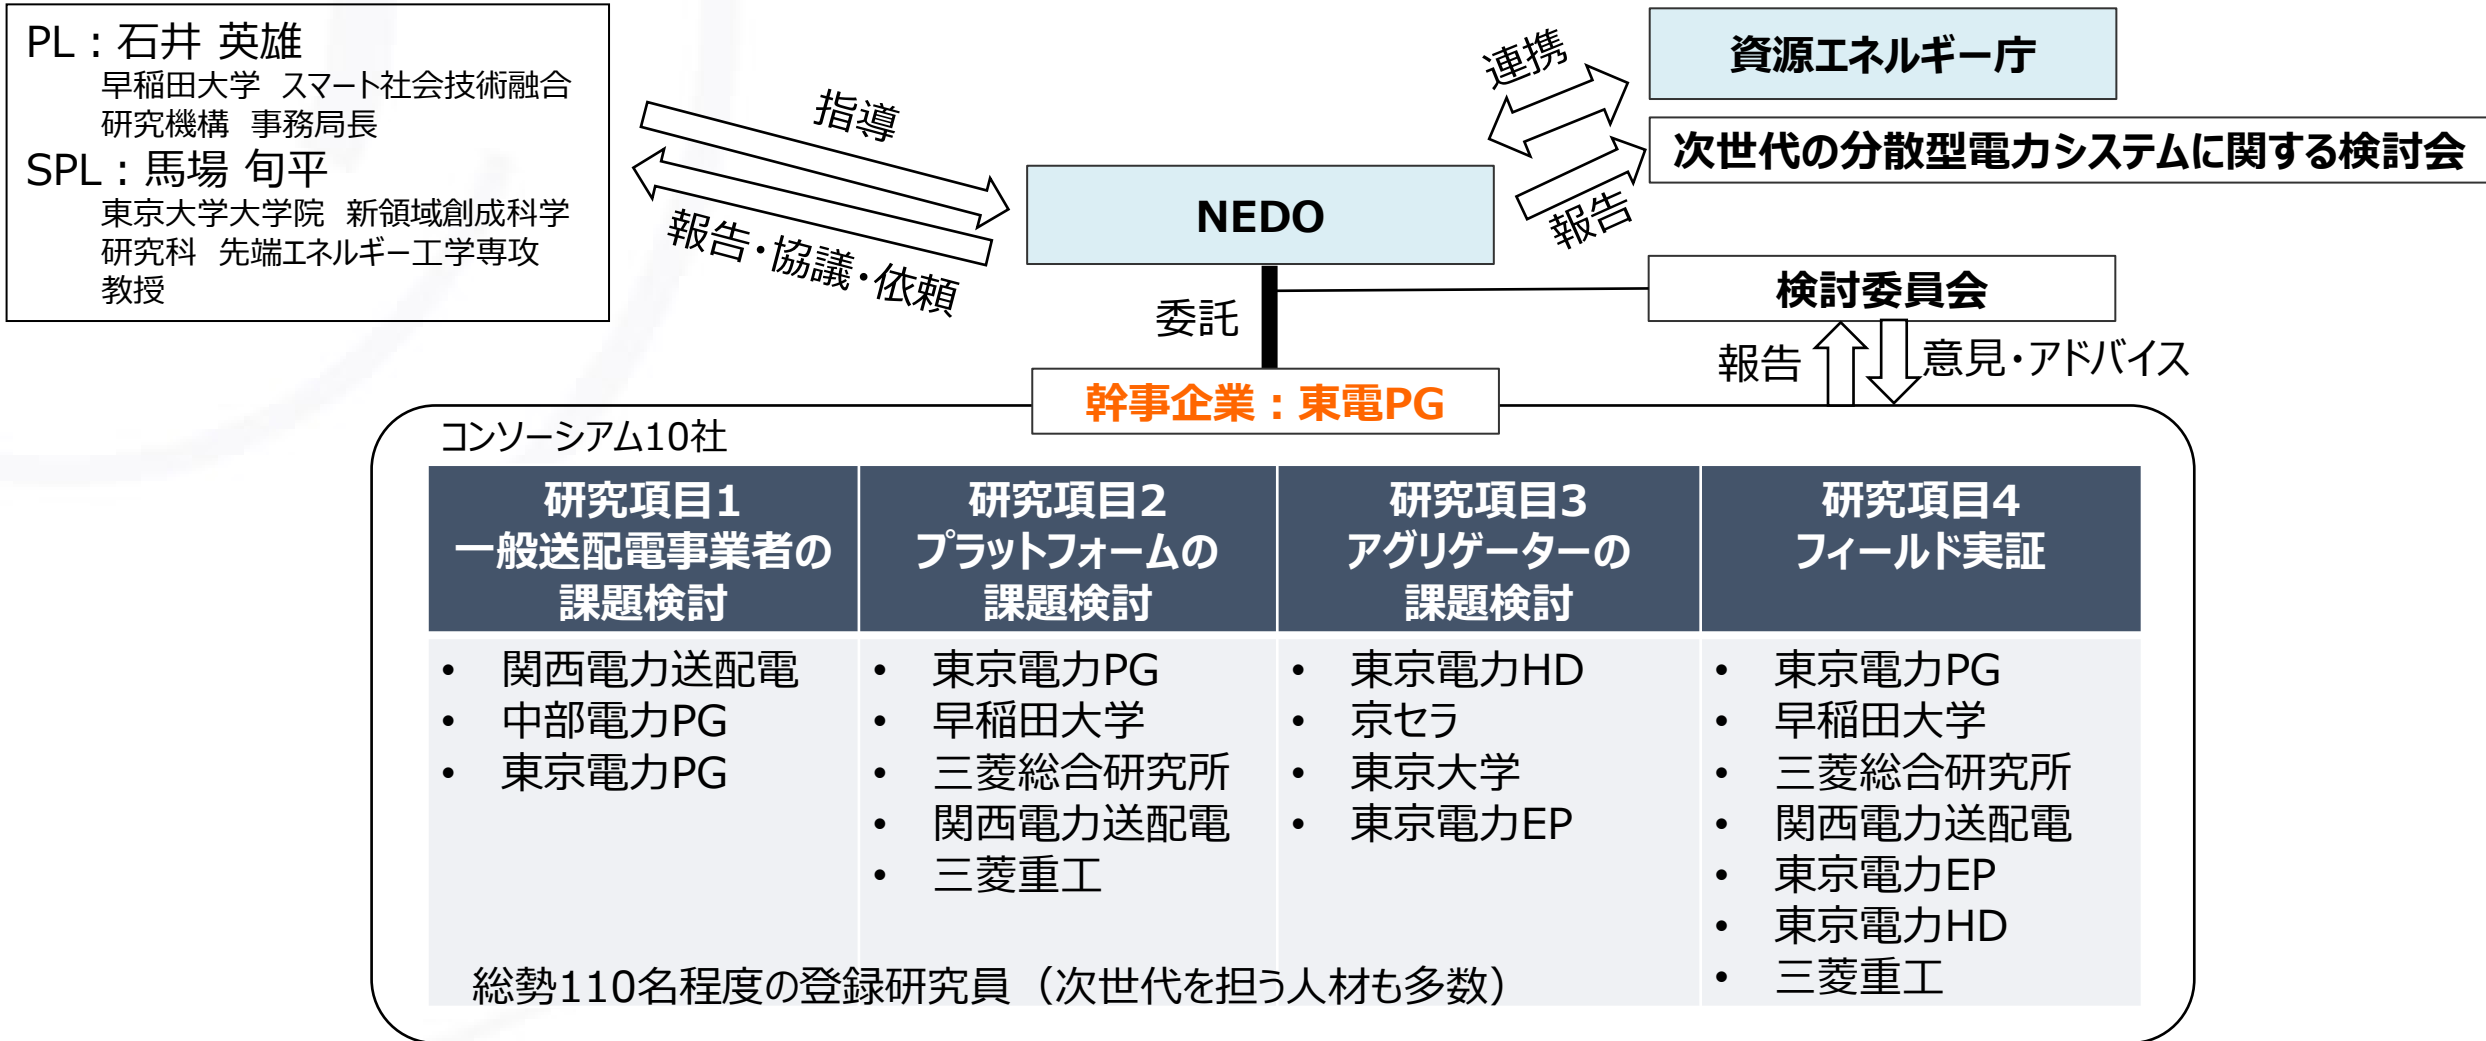 PL：石井 英雄
早稲田大学 スマート社会技術融合
研究機構 事務局長
SPL：馬場 旬平
東京大学大学院 新領域創成科学
研究科 先端エネルギー工学専攻
教授
指導
報告・協議・依頼
NEDO
連携
報告
資源エネルギー庁
次世代の分散型電力システムに関する検討会
検討委員会
委託
報告
意見・アドバイス
幹事企業：東電PG
コンソーシアム10社
研究項目1
一般送配電事業者の
課題検討
研究項目2
プラットフォームの
課題検討
研究項目3
アグリゲーターの
課題検討
研究項目4
フィールド実証
• 関西電力送配電
• 中部電力PG
• 東京電力PG
• 東京電力PG
• 早稲田大学
• 三菱総合研究所
• 関西電力送配電
• 三菱重工
• 東京電力HD
• 京セラ
• 東京大学
• 東京電力EP
• 東京電力PG
• 早稲田大学
• 三菱総合研究所
• 関西電力送配電
• 東京電力EP
• 東京電力HD
• 三菱重工
総勢110名程度の登録研究員（次世代を担う人材も多数）